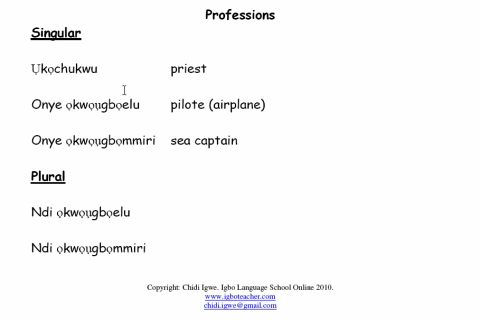 Professions
Singular
Ụkọchukwu priest
Onye ọkwọụgbọelu pilote (airplane)
Onye ọkwọụgbọmmiri sea captain
Plural
Ndi ọkwọụgbọelu
Ndi ọkwọụgbọmmiri
Copyright: Chidi Igwe. Igbo Language School Online 2010.
www.igboteacher.com
chidi.igwe@gmail.com